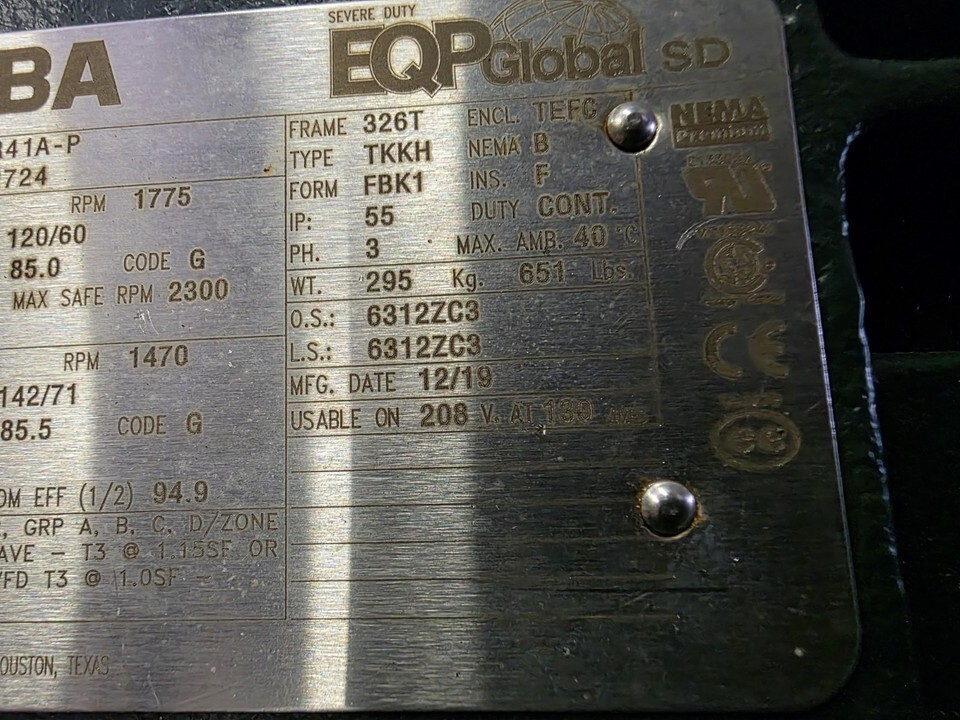 SEVERE DUTY
BA EQP Global SD
FRAME 326T ENCL. TEFC
NEMA Premium
41A-P TYPE TKKH NEMA B
724 FORM FBK1 INS. F
RPM 1775 IP: 55 DUTY CONT.
120/60 PH. 3 MAX. AMB. 40 °C
85.0 CODE G WT. 295 Kg. 651 Lbs.
MAX SAFE RPM 2300 O.S.: 6312ZC3
RPM 1470 L.S.: 6312ZC3
142/71 MFG. DATE 12/19
CE
85.5 CODE G USABLE ON 208 V. AT 130
OM EFF (1/2) 94.9
, GRP A, B, C, D/ZONE
AVE - T3 @ 1.15SF OR
FD T3 @ 1.0SF -
OUSTON, TEXAS